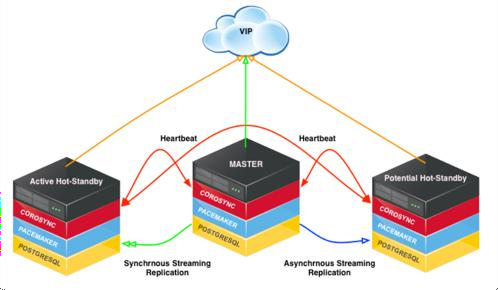 VIP
Heartbeat
Heartbeat
Active Hot-Standby
MASTER
Potential Hot-Standby
COROSYNC
PACEMAKER
POSTGRESQL
COROSYNC
PACEMAKER
POSTGRESQL
COROSYNC
PACEMAKER
POSTGRESQL
Synchrnous Streaming
Replication
Asynchrnous Streaming
Replication